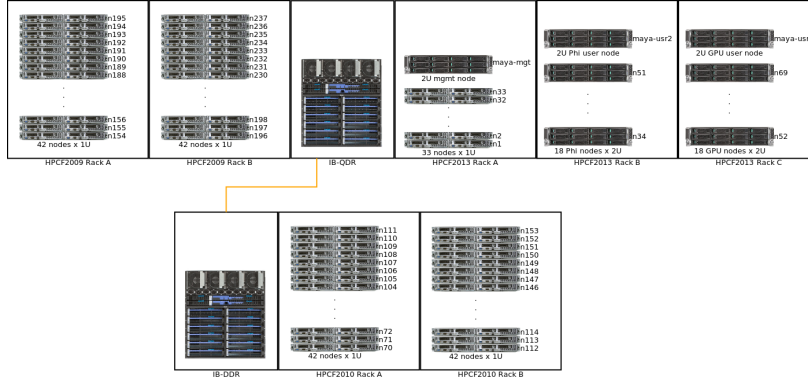 n195
n194
n193
n192
n191
n190
n189
n188
n156
n155
n154
42 nodes x 1U
HPCF2009 Rack A
n237
n236
n235
n234
n233
n232
n231
n230
n198
n197
n196
42 nodes x 1U
HPCF2009 Rack B
IB-QDR
maya-mgt
2U mgmt node
n33
n32
n2
n1
33 nodes x 1U
HPCF2013 Rack A
maya-usr2
2U Phi user node
n51
n34
18 Phi nodes x 2U
HPCF2013 Rack B
2U GPU user node
n69
n52
18 GPU nodes x 2U
HPCF2013 Rack C
IB-DDR
n111
n110
n109
n108
n107
n106
n105
n104
n72
n71
n70
42 nodes x 1U
HPCF2010 Rack A
n153
n152
n151
n150
n149
n148
n147
n146
n114
n113
n112
42 nodes x 1U
HPCF2010 Rack B